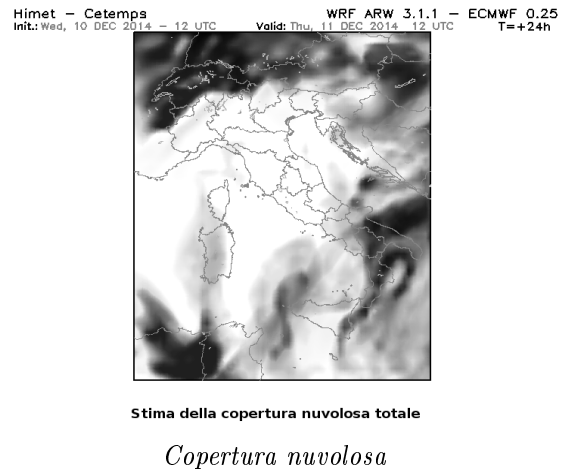 Himet – Cetemps WRF ARW 3.1.1 – ECMWF 0.25
Init.: Wed, 10 DEC 2014 – 12 UTC Valid: Thu, 11 DEC 2014 12 UTC T=+24h
Stima della copertura nuvolosa totale
Copertura nuvolosa